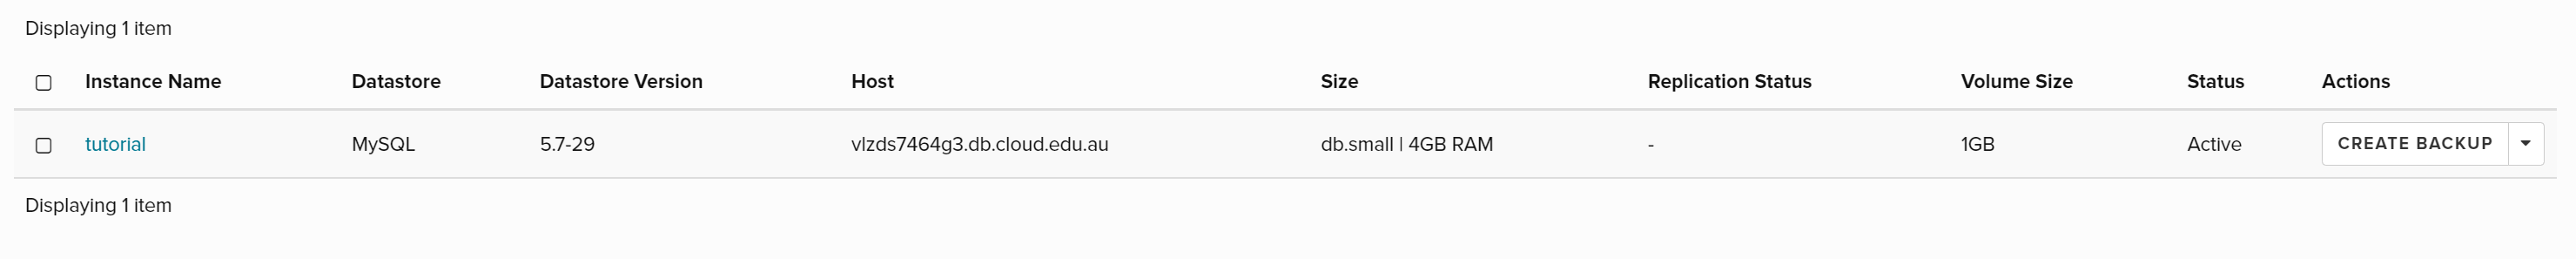 Displaying 1 item
Instance Name Datastore Datastore Version Host Size Replication Status Volume Size Status Actions
tutorial MySQL 5.7-29 vlzds7464g3.db.cloud.edu.au db.small | 4GB RAM - 1GB Active CREATE BACKUP
Displaying 1 item